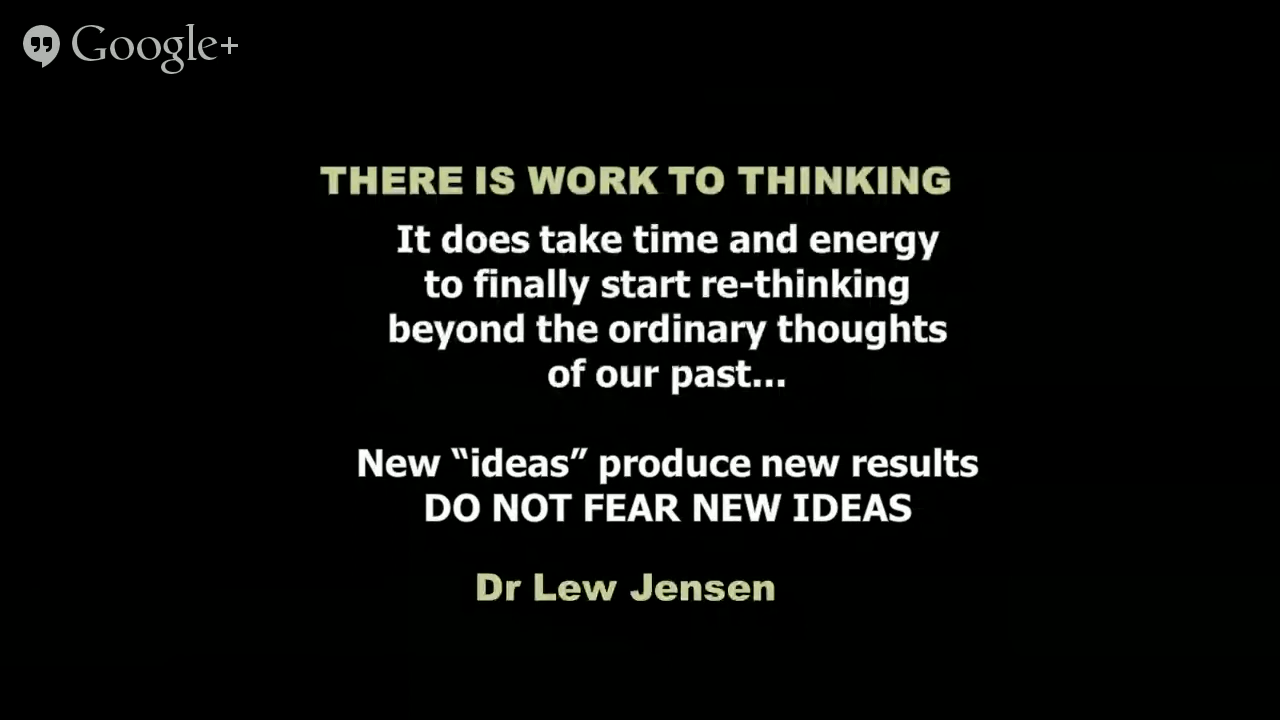 Google+
THERE IS WORK TO THINKING
It does take time and energy
to finally start re-thinking
beyond the ordinary thoughts
of our past...
New “ideas” produce new results
DO NOT FEAR NEW IDEAS
Dr Lew Jensen